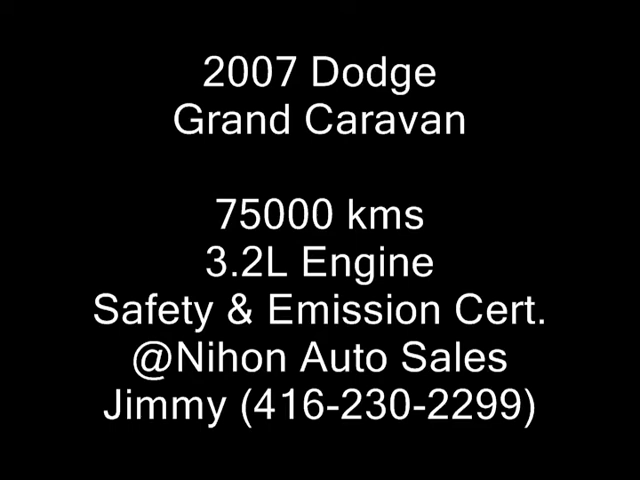 2007 Dodge
Grand Caravan
75000 kms
3.2L Engine
Safety & Emission Cert.
@Nihon Auto Sales
Jimmy (416-230-2299)